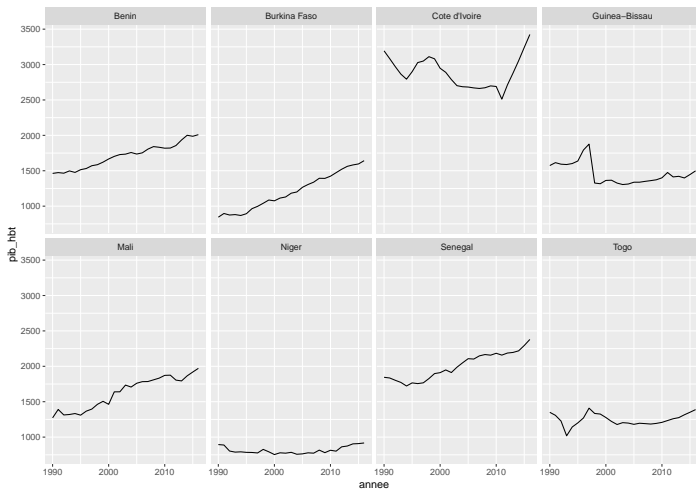 Benin Burkina Faso Cote d'Ivoire Guinea−Bissau
3500
3000
2500
2000
1500
1000
pib_hbt
Mali Niger Senegal Togo
3500
3000
2500
2000
1500
1000
1990 2000 2010 1990 2000 2010 1990 2000 2010 1990 2000 2010
annee